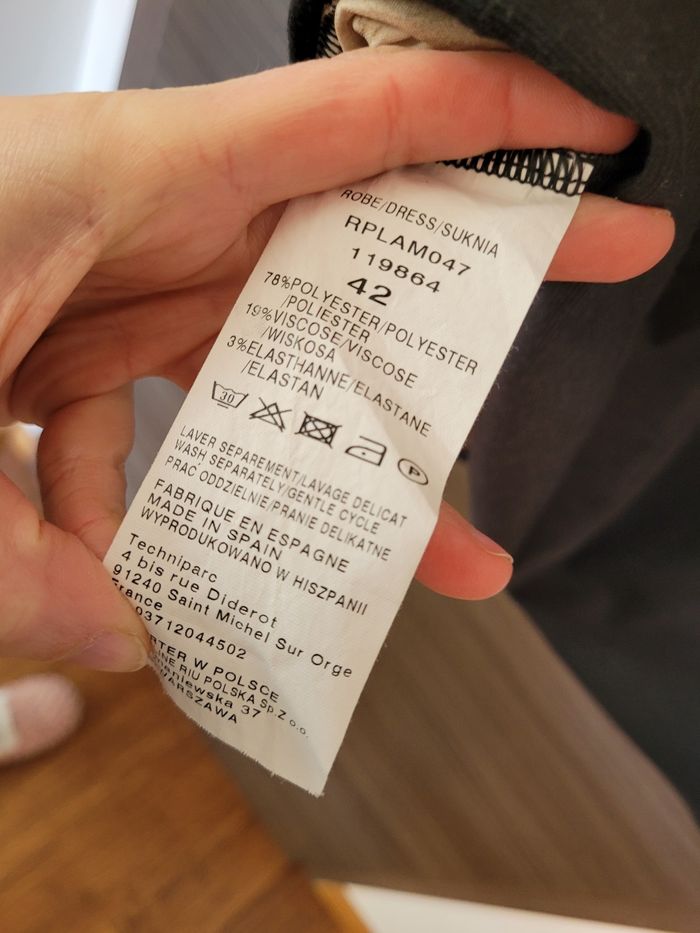 ROBE/DRESS/SUKNIA
RPLAM047
119864
42
78%POLYESTER/POLYESTER
/POLIESTER
19%VISCOSE/VISCOSE
/WISKOSA
3%ELASTHANNE/ELASTANE
/ELASTAN
30
P
LAVER SEPAREMENT/LAVAGE DELICAT
WASH SEPARATELY/GENTLE CYCLE
PRAĆ ODDZIELNIE/PRANIE DELIKATNE
FABRIQUE EN ESPAGNE
MADE IN SPAIN
WYPRODUKOWANO W HISZPANII
Techniparc
4 bis rue Diderot
91240 Saint Michel Sur Orge
France
03712044502
W POLSCE
RIU POLSKA Sp.Z o.o.
37
WARSZAWA